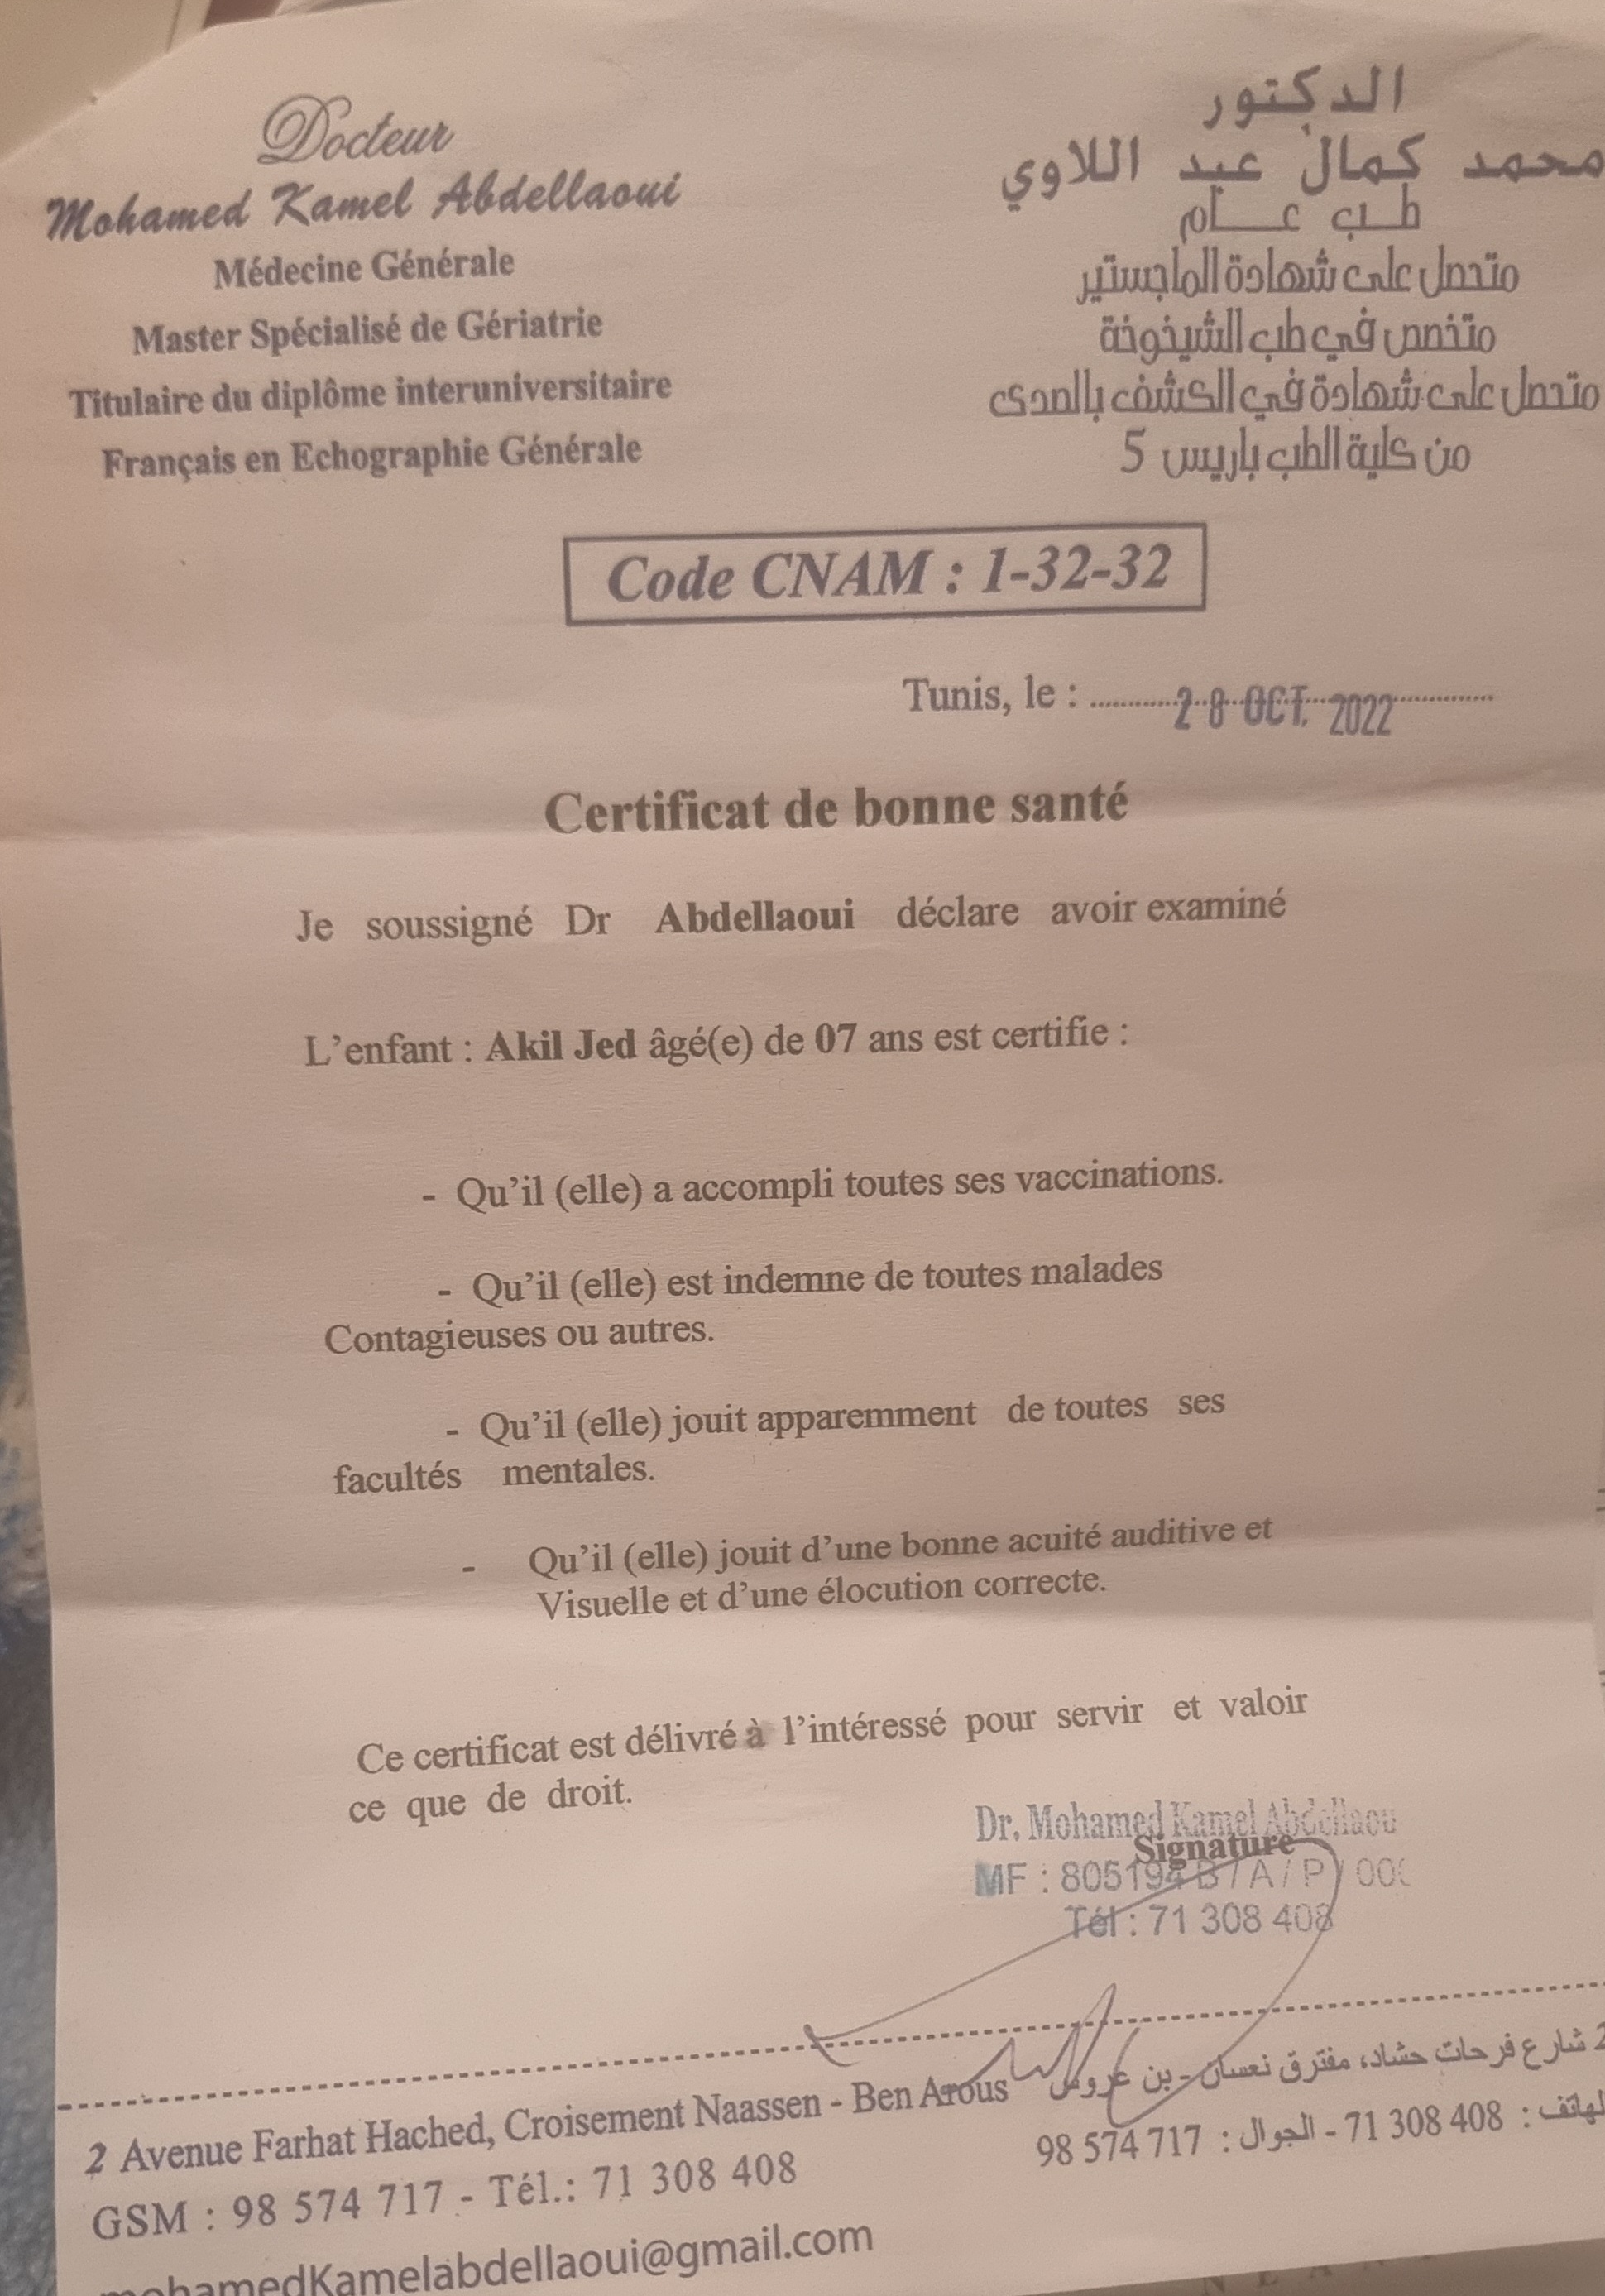 Docteur
Mohamed Kamel Abdellaoui
Médecine Générale
Master Spécialisé de Gériatrie
Titulaire du diplôme interuniversitaire
Français en Echographie Générale
الدكتور
محمد كمال عبد اللاوي
طب عام
متحصل على شهادة الماجستير
متخصص في طب الشيخوخة
متحصل على شهادة في الكشف بالصدى
من كلية الطب باريس 5
Code CNAM : 1-32-32
Tunis, le : 28 OCT. 2022
Certificat de bonne santé
Je soussigné Dr Abdellaoui déclare avoir examiné
L'enfant : Akil Jed âgé(e) de 07 ans est certifie :
- Qu'il (elle) a accompli toutes ses vaccinations.
- Qu'il (elle) est indemne de toutes malades
Contagieuses ou autres.
- Qu'il (elle) jouit apparemment de toutes ses
facultés mentales.
- Qu'il (elle) jouit d'une bonne acuité auditive et
Visuelle et d'une élocution correcte.
Ce certificat est délivré à l'intéressé pour servir et valoir
ce que de droit.
Dr. Mohamed Kamel Abdellaou
Signature
MF : 805194 B / A / P / 000
Tél : 71 308 408
2 Avenue Farhat Hached, Croisement Naassen - Ben Arous
GSM : 98 574 717 - Tél.: 71 308 408
mohamedKamelabdellaoui@gmail.com
2 شارع فرحات حشاد، مفترق نعسان - بن عروس
الهاتف : 71 308 408 - الجوال : 98 574 717